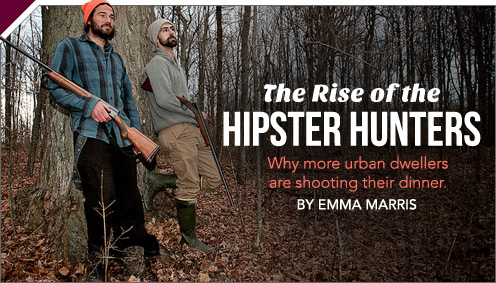 The Rise of the
HIPSTER HUNTERS
Why more urban dwellers
are shooting their dinner.
BY EMMA MARRIS